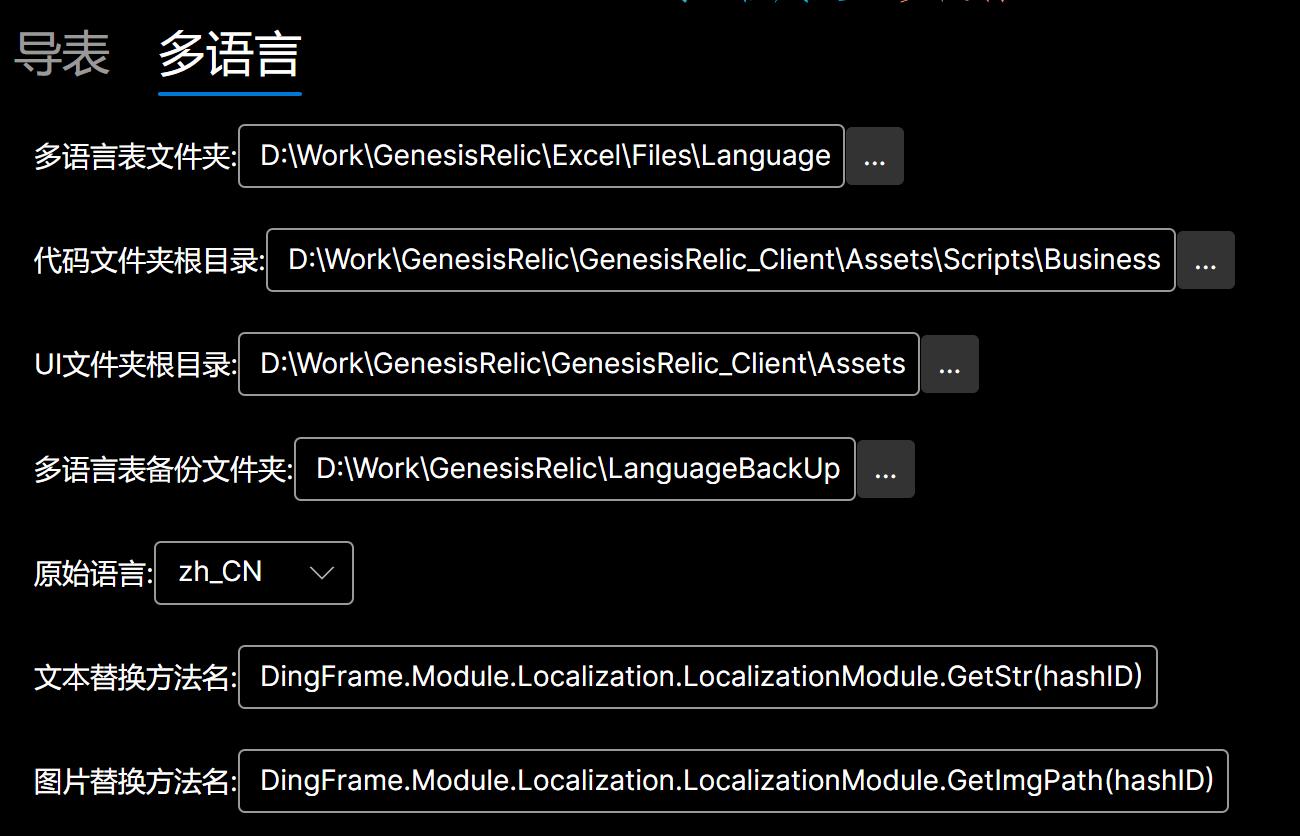 导表 多语言
多语言表文件夹: D:\Work\GenesisRelic\Excel\Files\Language ...
代码文件夹根目录: D:\Work\GenesisRelic\GenesisRelic_Client\Assets\Scripts\Business ...
UI文件夹根目录: D:\Work\GenesisRelic\GenesisRelic_Client\Assets ...
多语言表备份文件夹: D:\Work\GenesisRelic\LanguageBackUp ...
原始语言: zh_CN
文本替换方法名: DingFrame.Module.Localization.LocalizationModule.GetStr(hashID)
图片替换方法名: DingFrame.Module.Localization.LocalizationModule.GetImgPath(hashID)